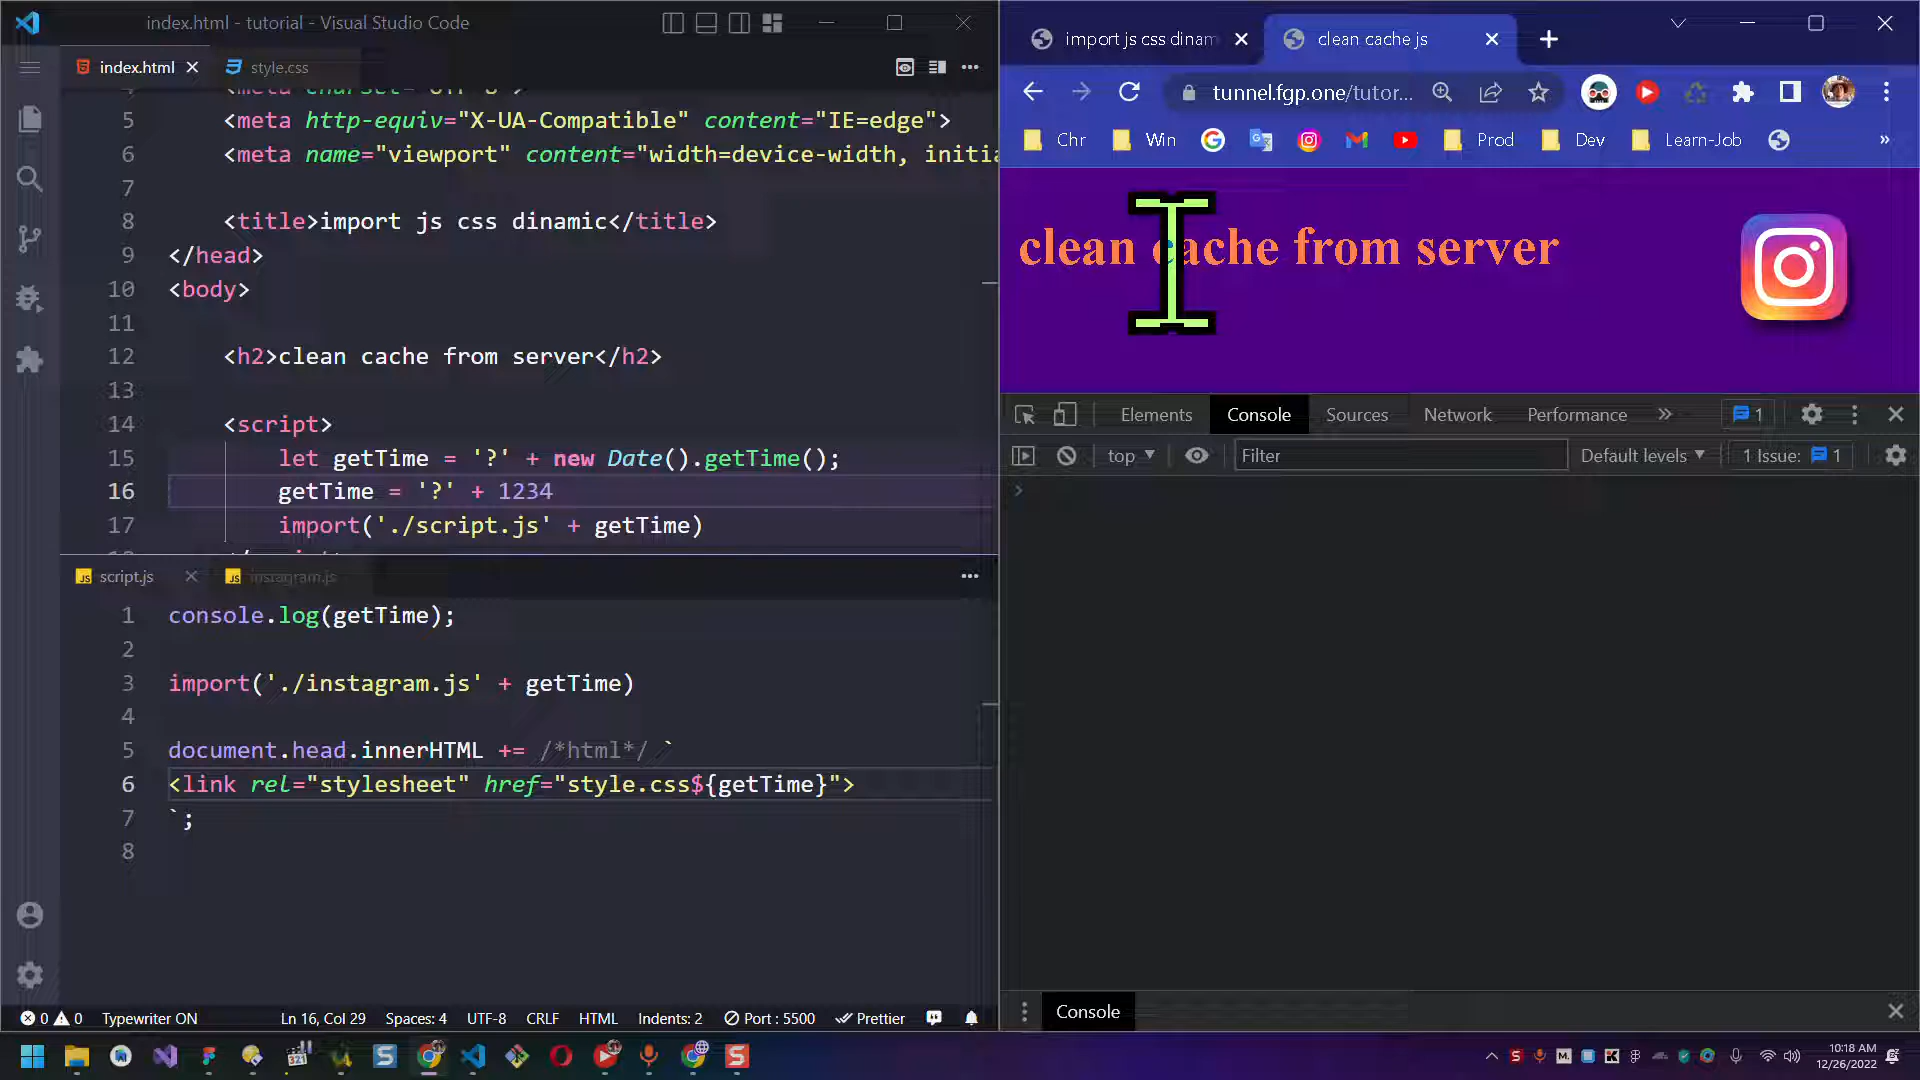 index.html - tutorial - Visual Studio Code
index.html
style.css
5 <meta http-equiv="X-UA-Compatible" content="IE=edge">
6 <meta name="viewport" content="width=device-width, initia
7
8 <title>import js css dinamic</title>
9 </head>
10 <body>
11
12 <h2>clean cache from server</h2>
13
14 <script>
15 let getTime = '?' + new Date().getTime();
16 getTime = '?' + 1234
17 import('./script.js' + getTime)
JS script.js
JS instagram.js
1 console.log(getTime);
2
3 import('./instagram.js' + getTime)
4
5 document.head.innerHTML += /*html*/ `
6 <link rel="stylesheet" href="style.css${getTime}">
7 `;
8
0 0 Typewriter ON Ln 16, Col 29 Spaces: 4 UTF-8 CRLF HTML Indents: 2 Port : 5500 Prettier
import js css dinam
clean cache js
tunnel.fgp.one/tutor...
Chr Win Prod Dev Learn-Job »
clean cache from server
Elements Console Sources Network Performance » 1
top Filter Default levels 1 Issue: 1
Console
10:18 AM
12/26/2022